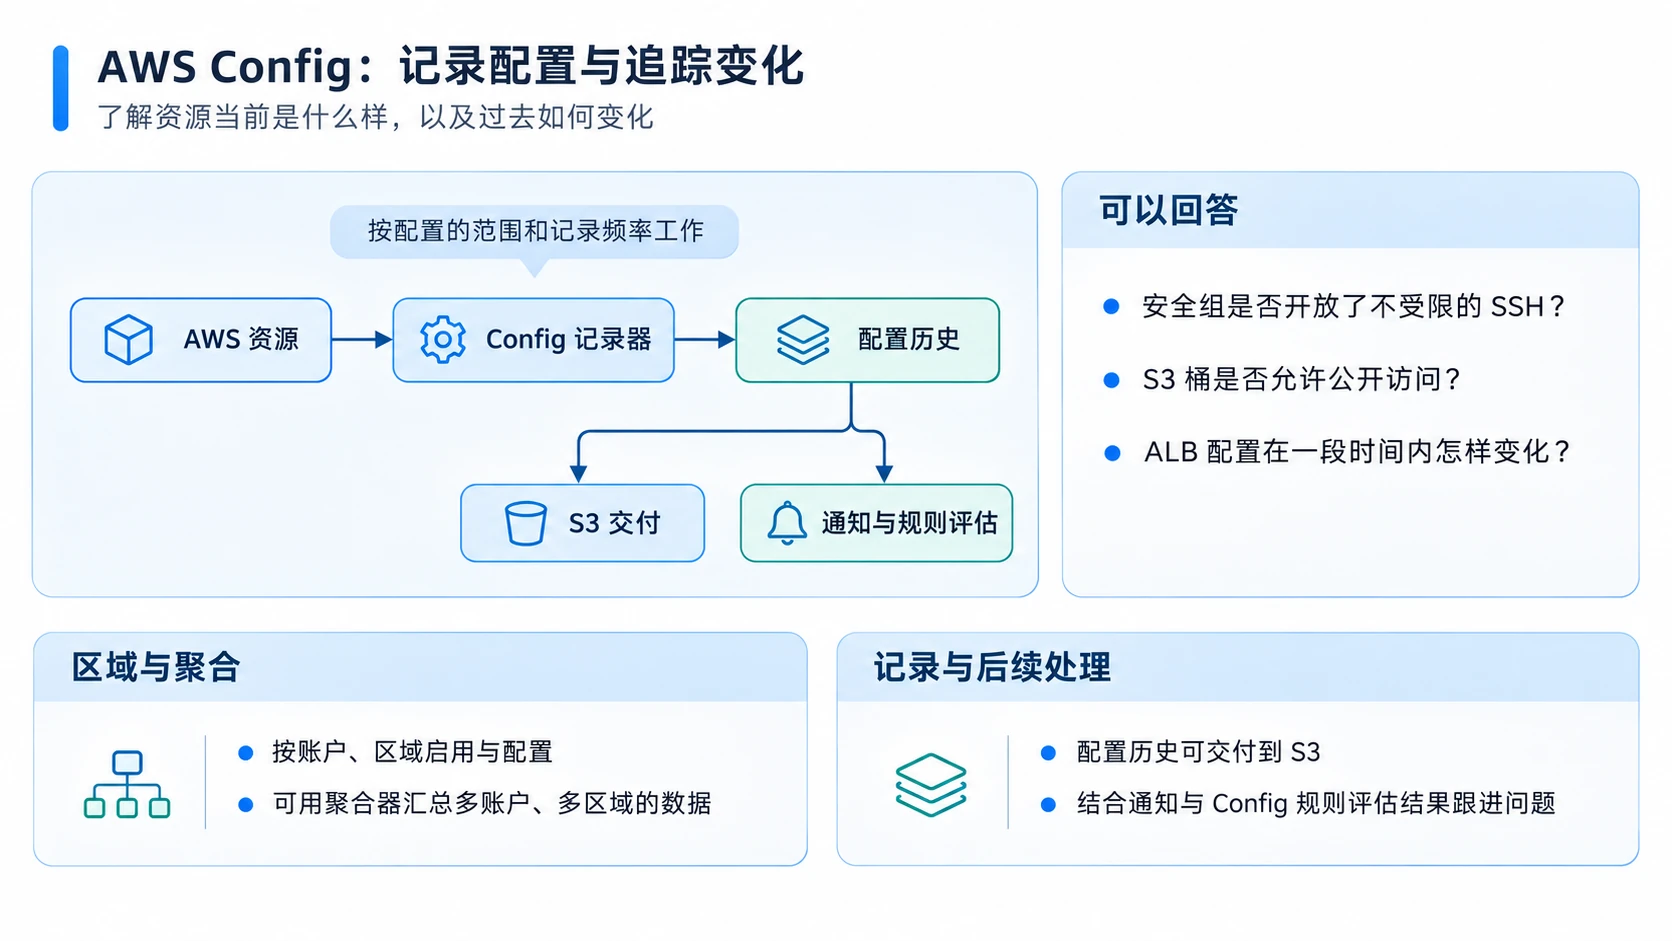 AWS Config：记录配置与追踪变化
了解资源当前是什么样，以及过去如何变化
按配置的范围和记录频率工作
AWS 资源
Config 记录器
配置历史
S3 交付
通知与规则评估
可以回答
安全组是否开放了不受限的 SSH？
S3 桶是否允许公开访问？
ALB 配置在一段时间内怎样变化？
区域与聚合
按账户、区域启用与配置
可用聚合器汇总多账户、多区域的数据
记录与后续处理
配置历史可交付到 S3
结合通知与 Config 规则评估结果跟进问题